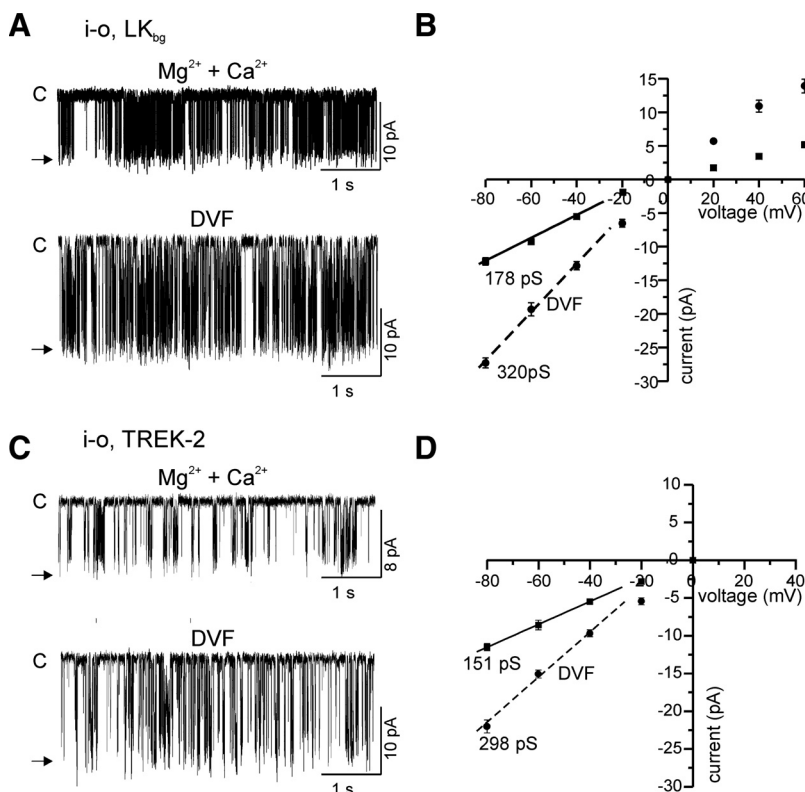 A
i-o, LKbg
Mg²⁺ + Ca²⁺
C
10 pA
1 s
DVF
C
10 pA
1 s
B
15
10
5
0
-80 -60 -40 -20 0 20 40 60
voltage (mV)
-5
-10
-15
-20
-25
-30
current (pA)
178 pS
DVF
320pS
C
i-o, TREK-2
Mg²⁺ + Ca²⁺
C
8 pA
1 s
DVF
C
10 pA
1 s
D
10
5
0
-80 -60 -40 -20 0 20 40
voltage (mV)
-5
-10
-15
-20
-25
-30
current (pA)
151 pS
DVF
298 pS